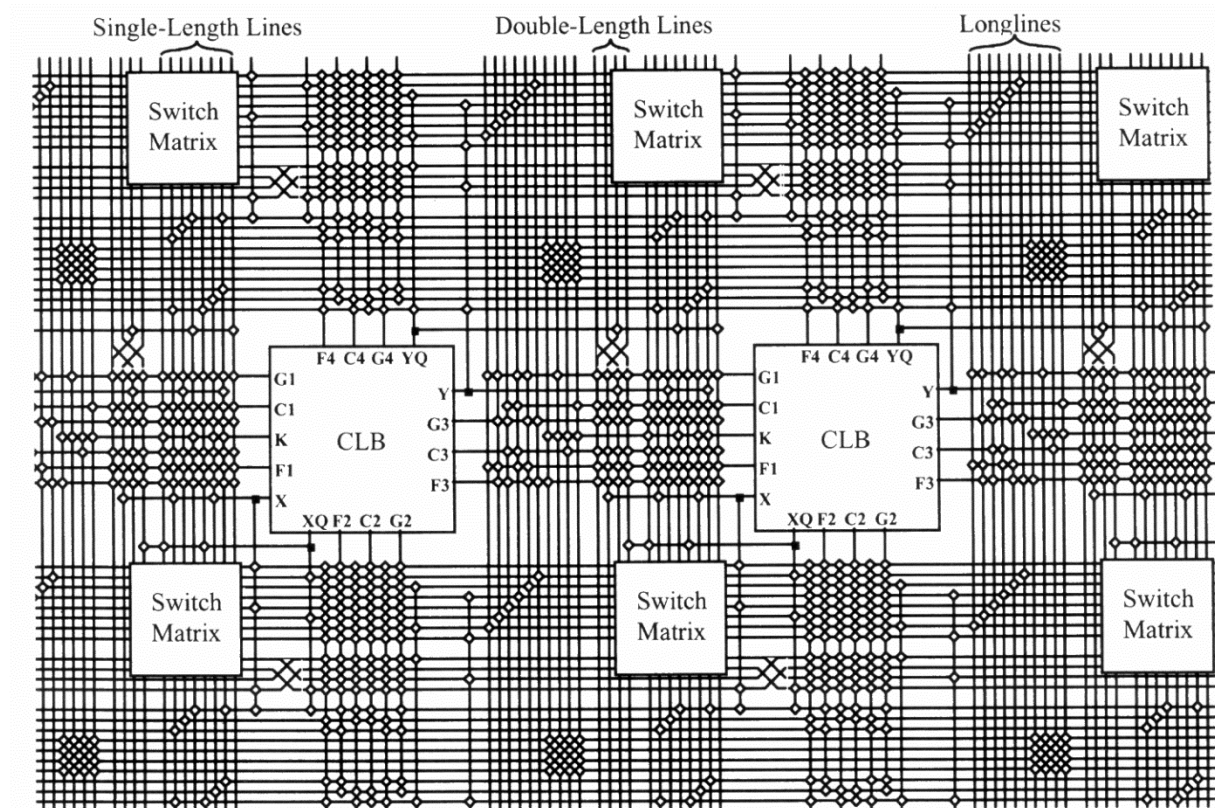 Single-Length Lines
Double-Length Lines
Longlines
Switch
Matrix
Switch
Matrix
Switch
Matrix
F4 C4 G4 YQ
G1
C1
K
F1
X
CLB
Y
G3
C3
F3
XQ F2 C2 G2
F4 C4 G4 YQ
G1
C1
K
F1
X
CLB
Y
G3
C3
F3
XQ F2 C2 G2
Switch
Matrix
Switch
Matrix
Switch
Matrix